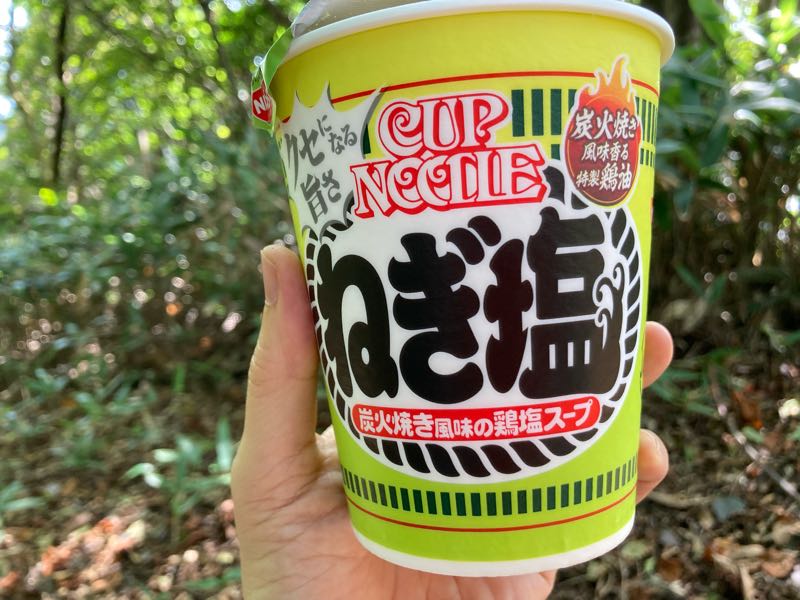 クセになる
旨さ
CUP
NOODLE
炭火焼き
風味香る
特製鶏油
ねぎ塩
炭火焼き風味の鶏塩スープ